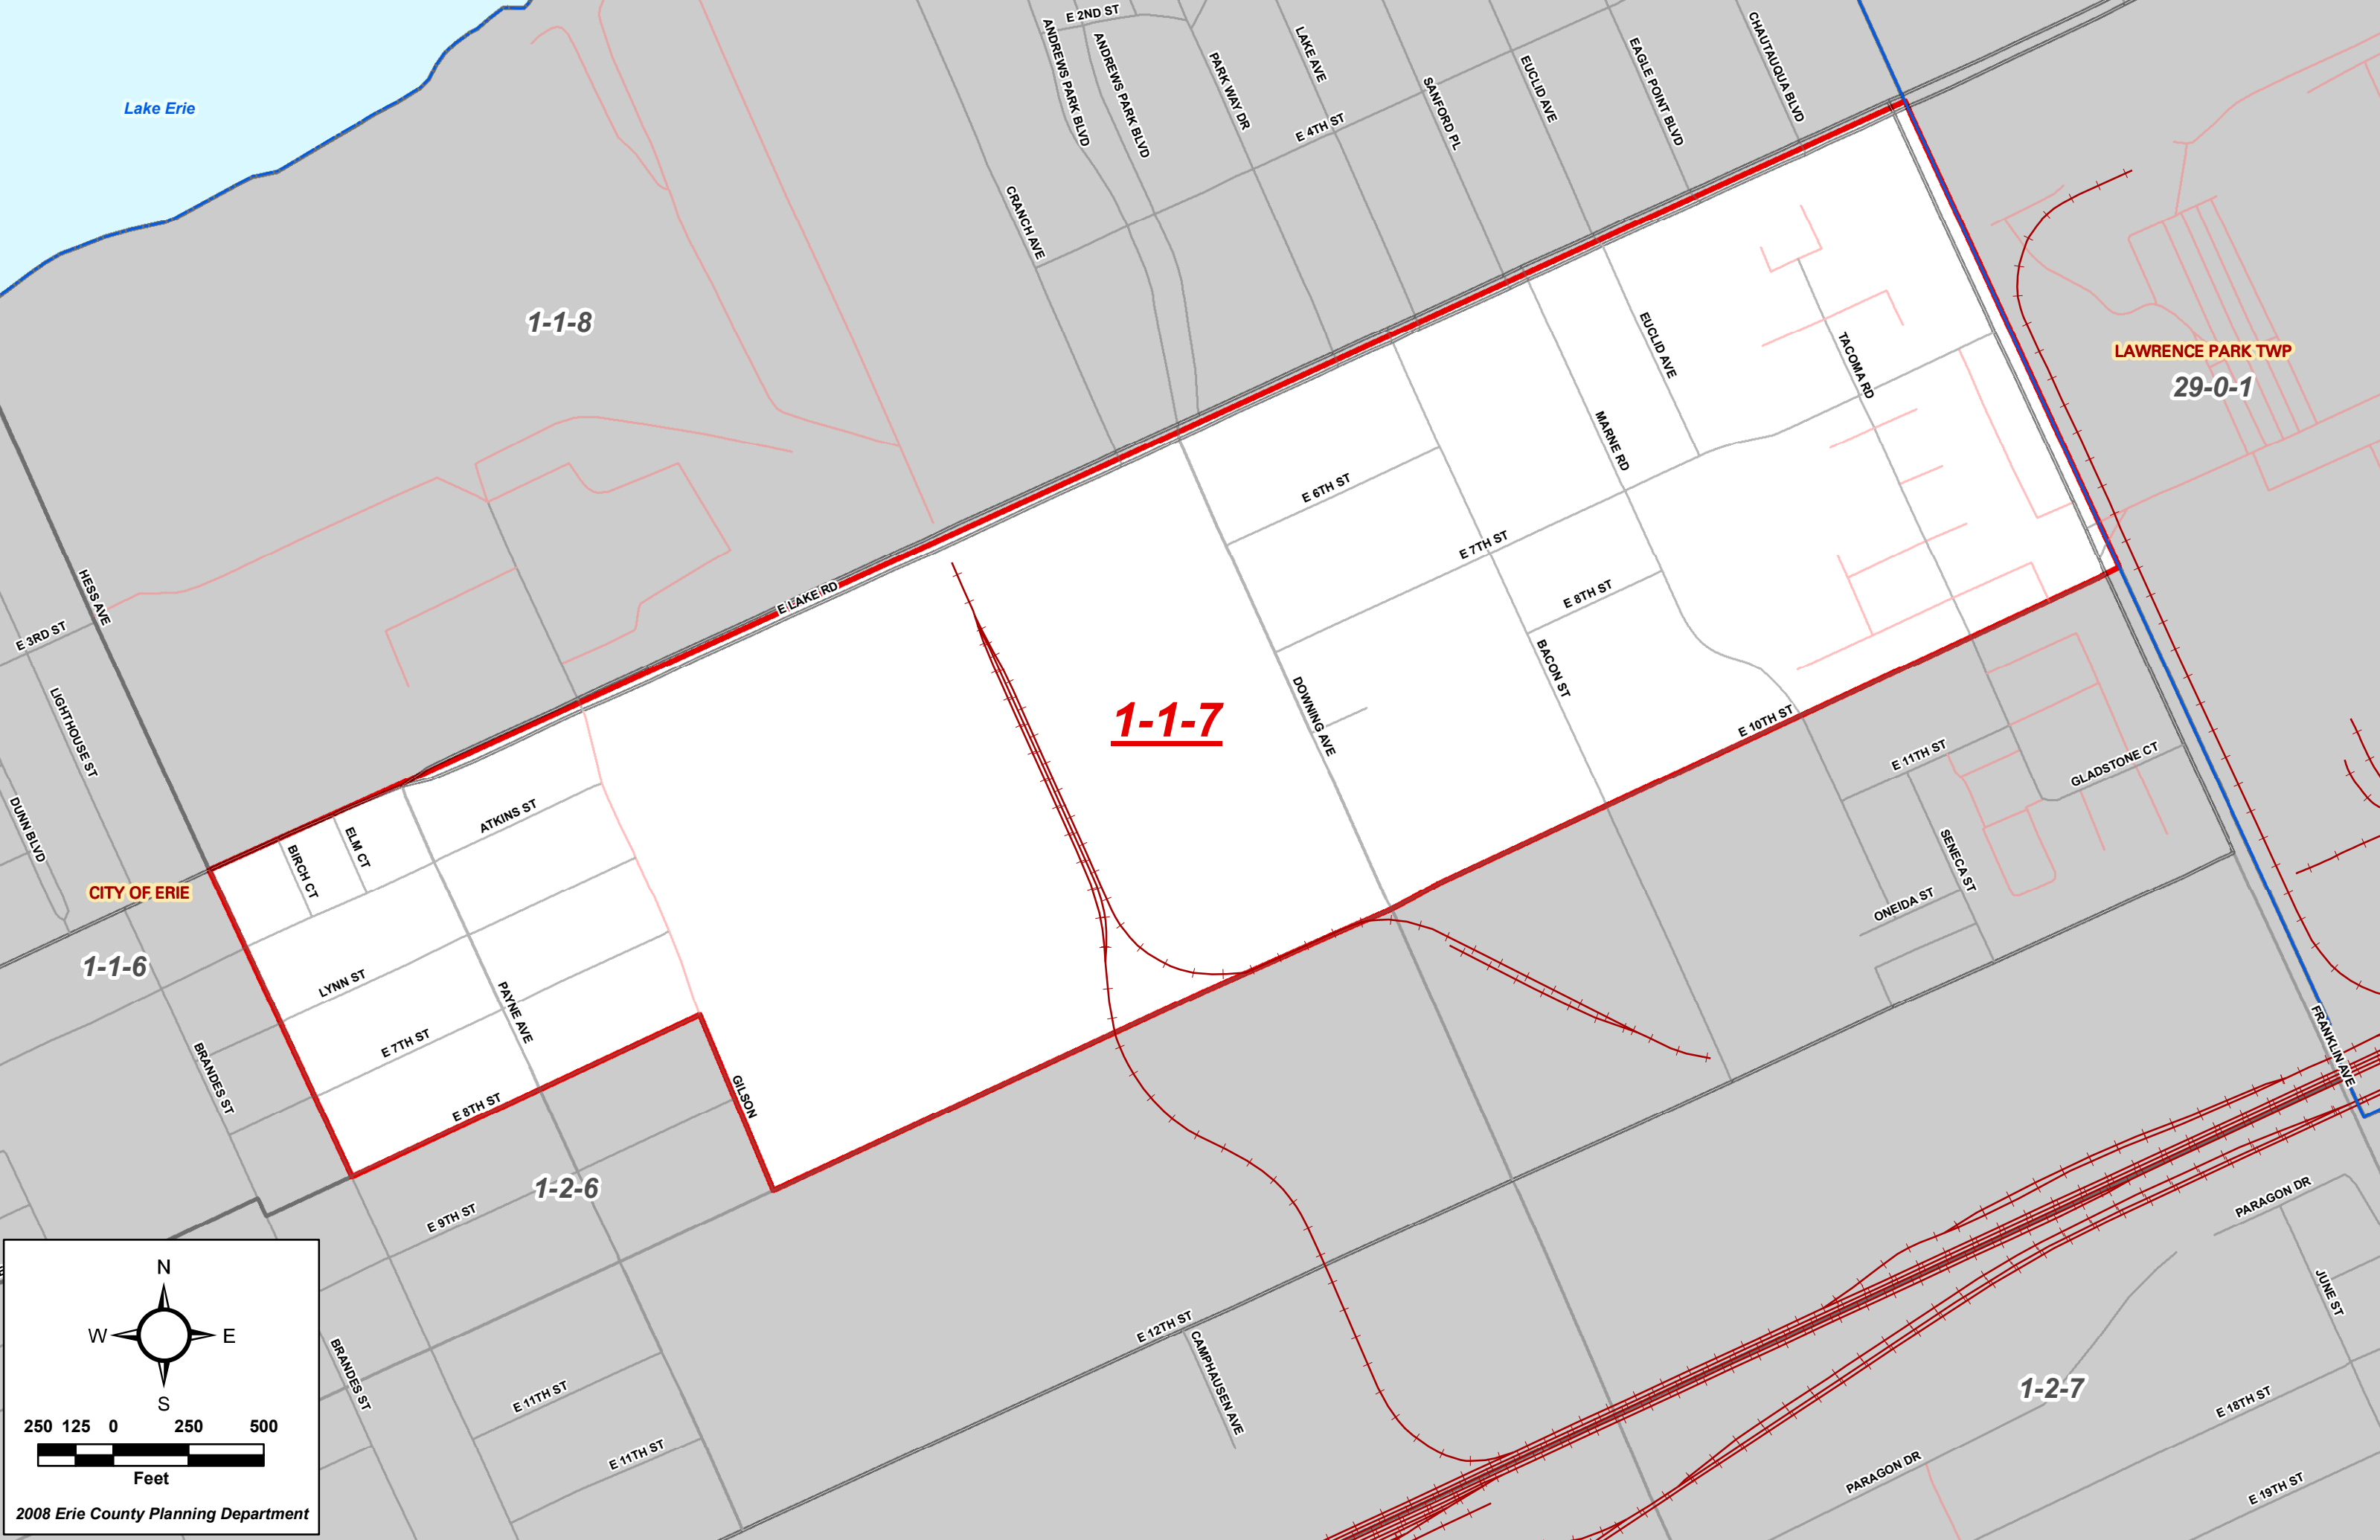 E 2ND ST
CHAUTAUQUA BLVD
ANDREWS PARK BLVD
ANDREWS PARK BLVD
LAKE AVE
EAGLE POINT BLVD
PARK WAY DR
EUCLID AVE
SANFORD PL
Lake Erie
E 4TH ST
CRANCH AVE
1-1-8
EUCLID AVE
TACOMA RD
LAWRENCE PARK TWP
29-0-1
MARNE RD
E 6TH ST
E 7TH ST
E 8TH ST
HESS AVE
E LAKE RD
E 3RD ST
BACON ST
LIGHTHOUSE ST
1-1-7
DOWNING AVE
E 10TH ST
E 11TH ST
GLADSTONE CT
DUNN BLVD
ATKINS ST
ELM CT
BIRCH CT
SENECA ST
CITY OF ERIE
ONEIDA ST
1-1-6
LYNN ST
PAYNE AVE
E 7TH ST
FRANKLIN AVE
BRANDES ST
E 8TH ST
GILSON
1-2-6
E 9TH ST
PARAGON DR
JUNE ST
E 12TH ST
CAMPHAUSEN AVE
BRANDES ST
E 11TH ST
1-2-7
E 18TH ST
E 11TH ST
PARAGON DR
E 19TH ST
N
W E
S
250 125 0 250 500
Feet
2008 Erie County Planning Department